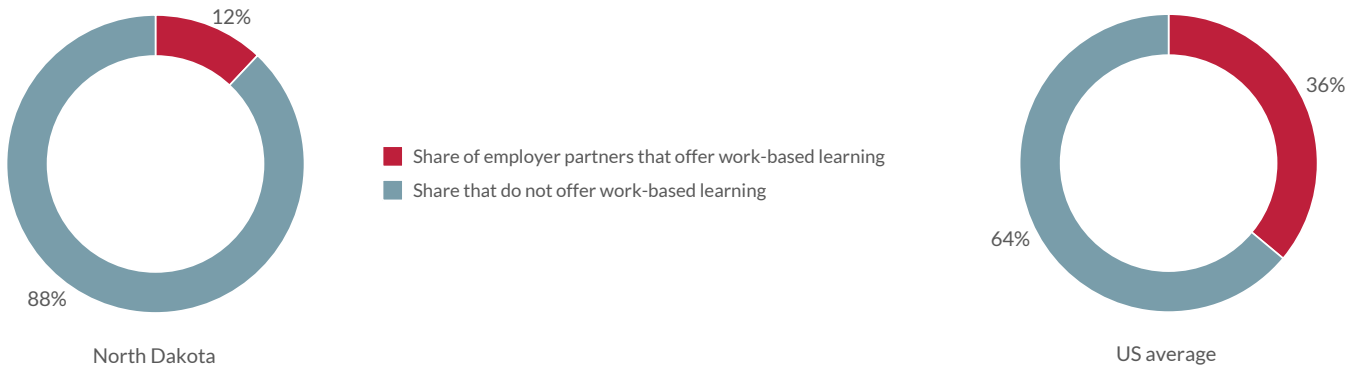 12%
88%
North Dakota
Share of employer partners that offer work-based learning
Share that do not offer work-based learning
36%
64%
US average